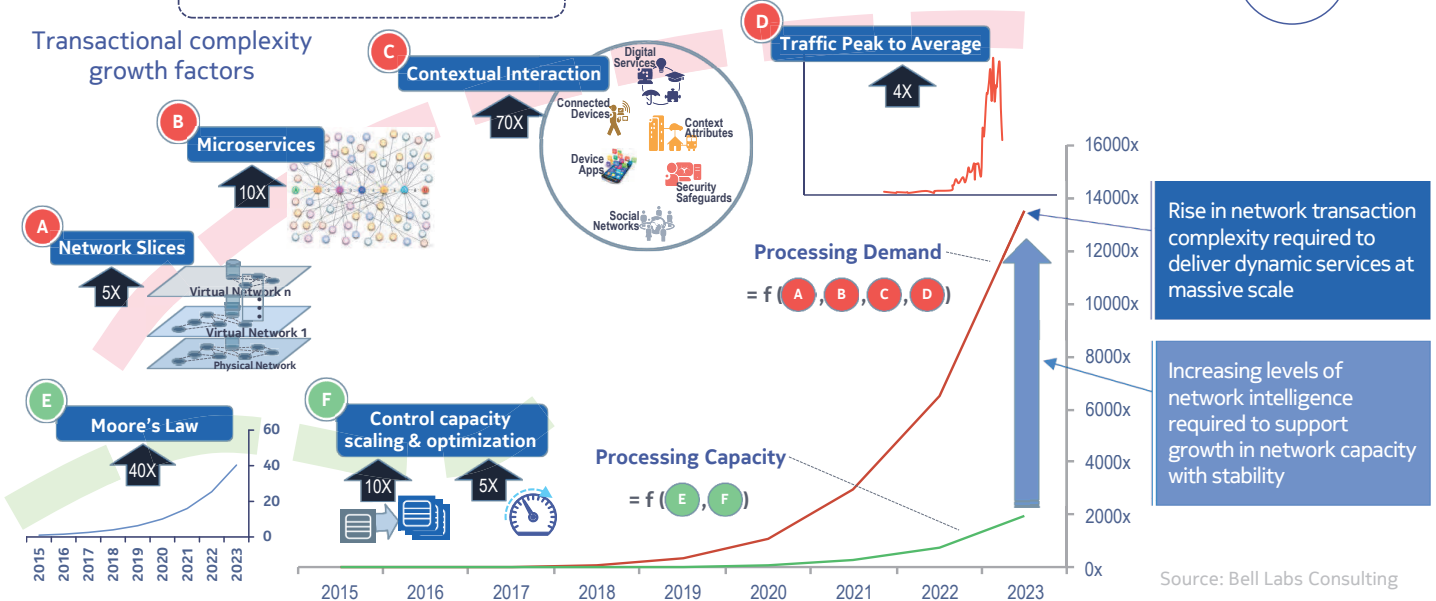 Transactional complexity
growth factors
A
Network Slices
5X
Virtual Network n
Virtual Network 1
Physical Network
B
Microservices
10X
C
Contextual Interaction
70X
Digital
Services
Connected
Devices
Context
Attributes
Device
Apps
Security
Safeguards
Social
Networks
D
Traffic Peak to Average
4X
E
Moore's Law
40X
60
40
20
0
2015
2016
2017
2018
2019
2020
2021
2022
2023
F
Control capacity
scaling & optimization
10X
5X
Processing Demand
= f (A, B, C, D)
Processing Capacity
= f (E, F)
16000x
14000x
12000x
10000x
8000x
6000x
4000x
2000x
0x
2015
2016
2017
2018
2019
2020
2021
2022
2023
Rise in network transaction
complexity required to
deliver dynamic services at
massive scale
Increasing levels of
network intelligence
required to support
growth in network capacity
with stability
Source: Bell Labs Consulting